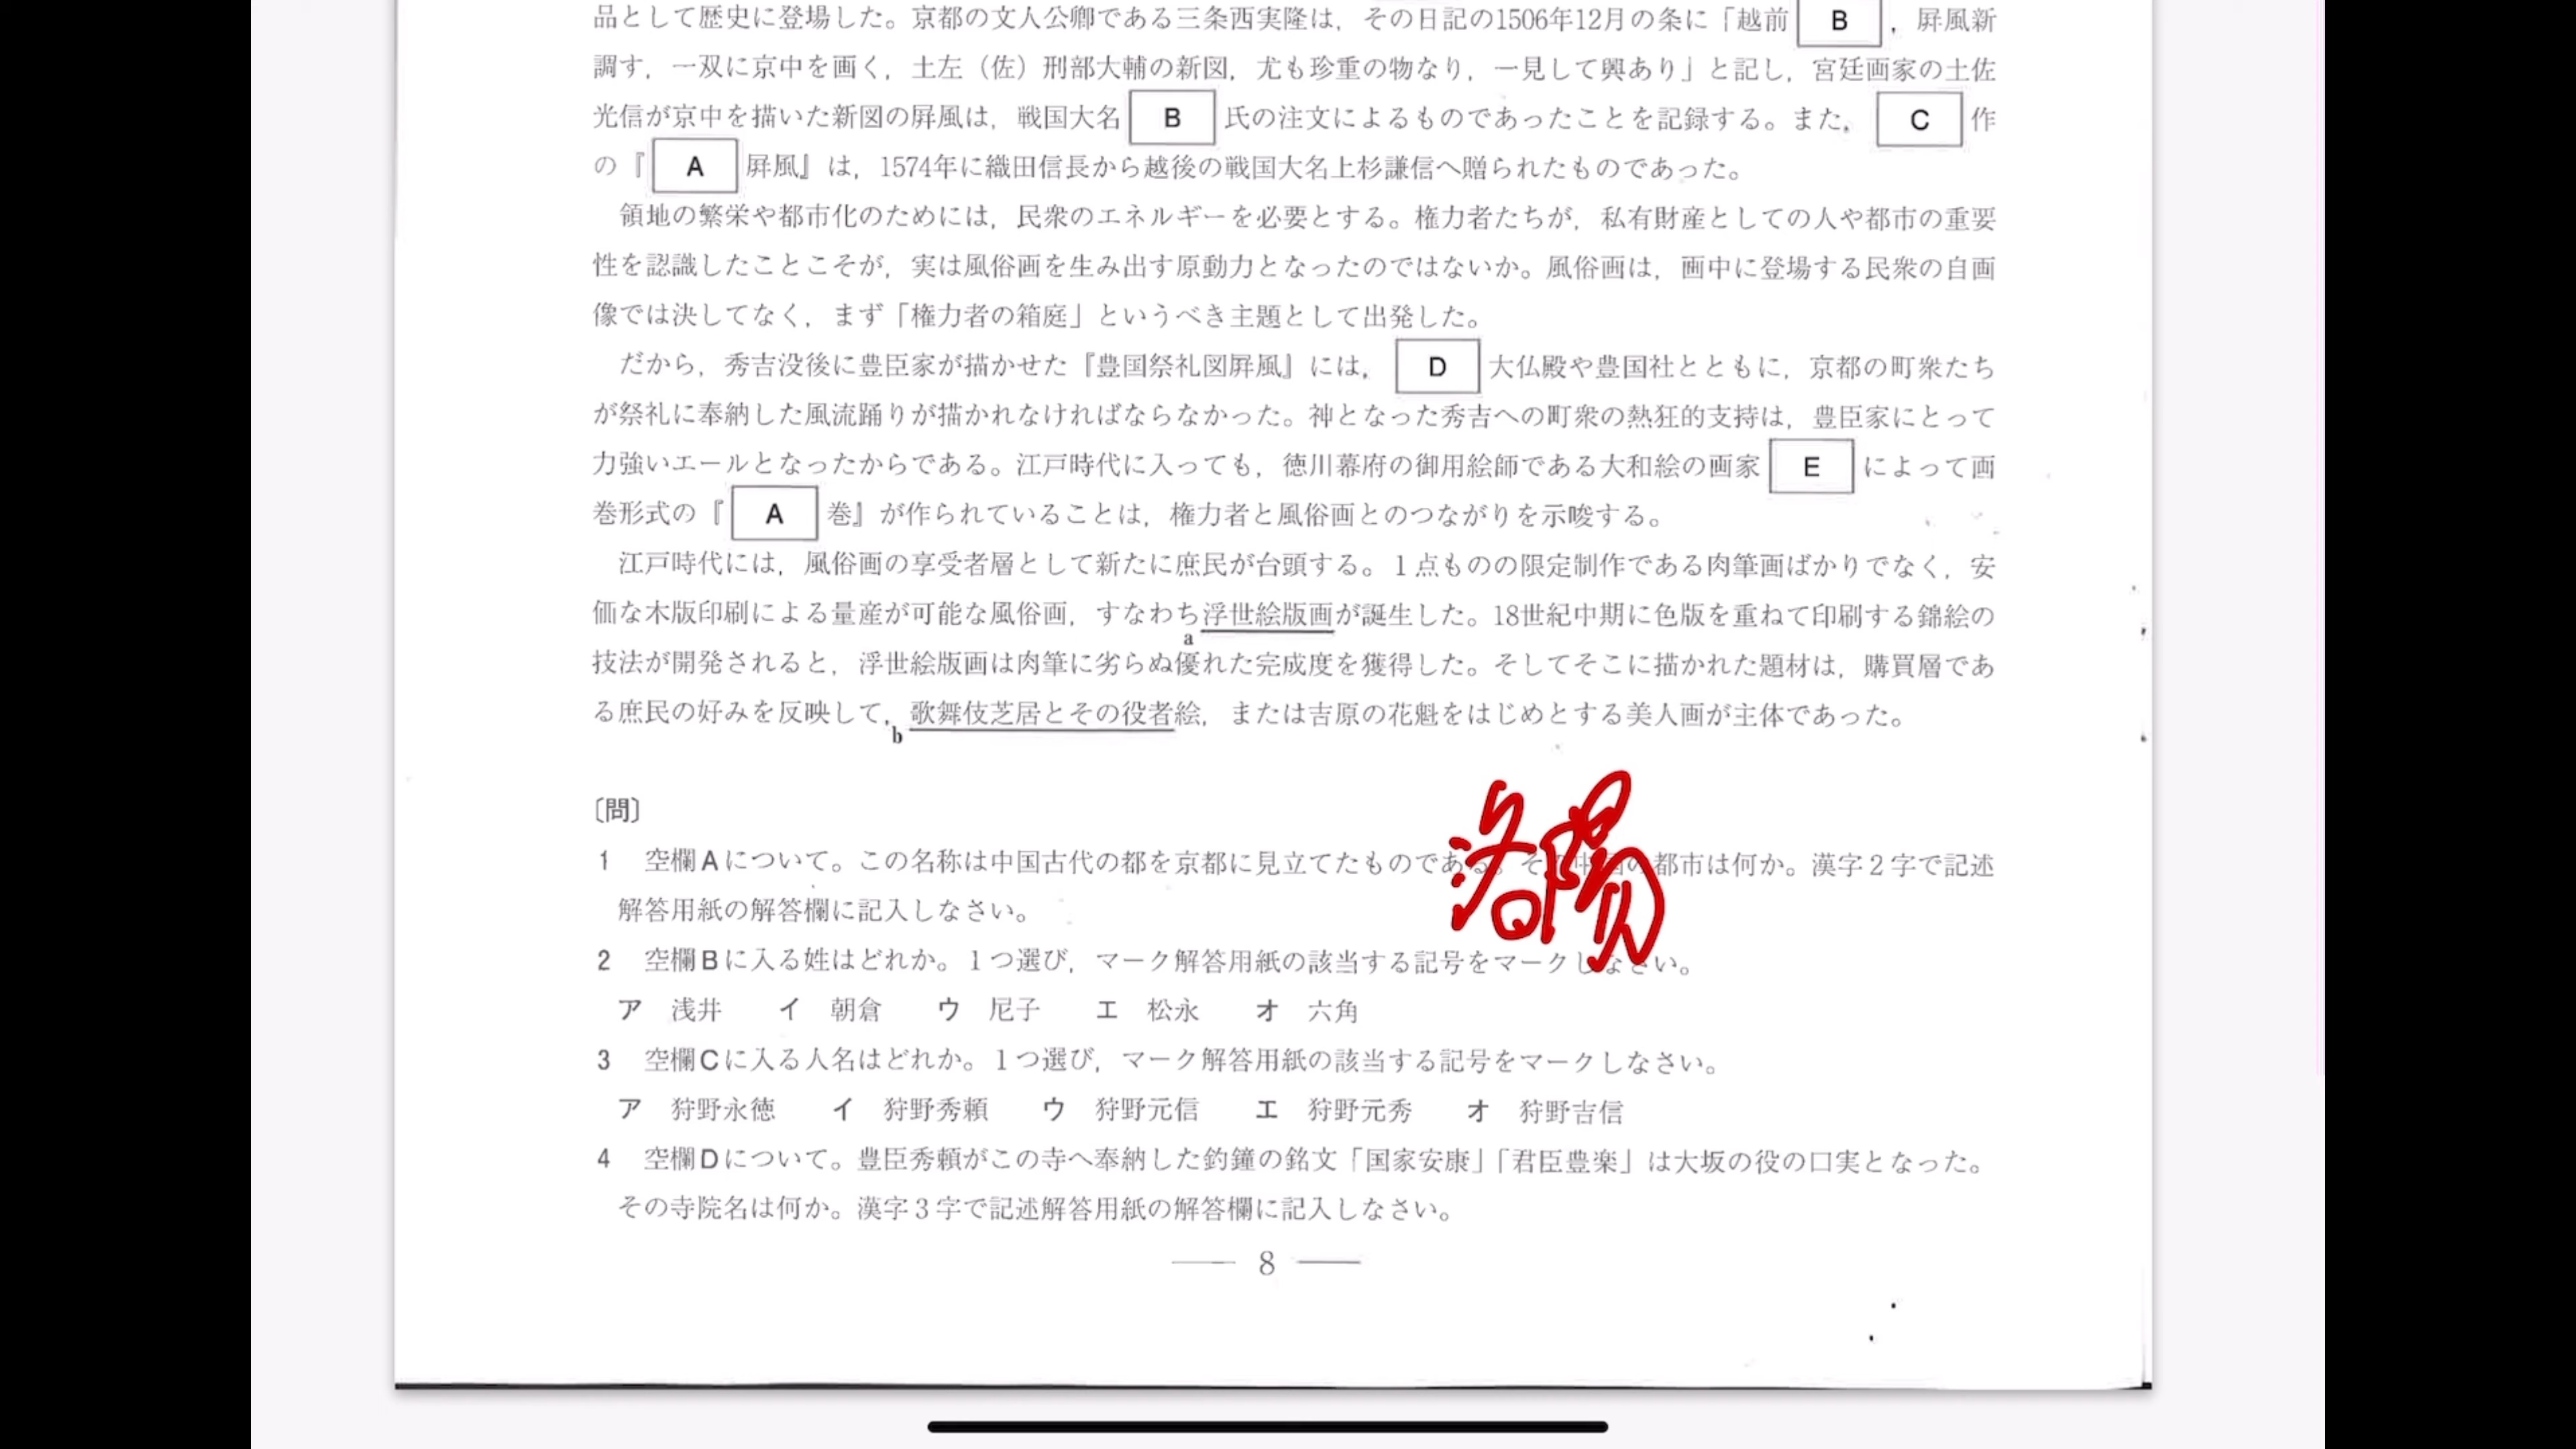 品として歴史に登場した。京都の文人公卿である三条西実隆は，その日記の1506年12月の条に「越前 B ，屛風新
調す，一双に京中を画く，土左（佐）刑部大輔の新図，尤も珍重の物なり，一見して興あり」と記し，宮廷画家の土佐
光信が京中を描いた新図の屛風は，戦国大名 B 氏の注文によるものであったことを記録する。また， C 作
の『 A 屛風』は，1574年に織田信長から越後の戦国大名上杉謙信へ贈られたものであった。
領地の繁栄や都市化のためには，民衆のエネルギーを必要とする。権力者たちが，私有財産としての人や都市の重要
性を認識したことこそが，実は風俗画を生み出す原動力となったのではないか。風俗画は，画中に登場する民衆の自画
像では決してなく，まず「権力者の箱庭」というべき主題として出発した。
だから，秀吉没後に豊臣家が描かせた『豊国祭礼図屛風』には， D 大仏殿や豊国社とともに，京都の町衆たち
が祭礼に奉納した風流踊りが描かれなければならなかった。神となった秀吉への町衆の熱狂的支持は，豊臣家にとって
力強いエールとなったからである。江戸時代に入っても，徳川幕府の御用絵師である大和絵の画家 E によって画
巻形式の『 A 巻』が作られていることは，権力者と風俗画とのつながりを示唆する。
江戸時代には，風俗画の享受者層として新たに庶民が台頭する。1点ものの限定制作である肉筆画ばかりでなく，安
価な木版印刷による量産が可能な風俗画，すなわち浮世絵版画が誕生した。18世紀中期に色版を重ねて印刷する錦絵の
a
技法が開発されると，浮世絵版画は肉筆に劣らぬ優れた完成度を獲得した。そしてそこに描かれた題材は，購買層であ
る庶民の好みを反映して，歌舞伎芝居とその役者絵，または吉原の花魁をはじめとする美人画が主体であった。
b
〔問〕
洛陽
1 空欄Aについて。この名称は中国古代の都を京都に見立てたものである。その中国の都市は何か。漢字2字で記述
解答用紙の解答欄に記入しなさい。
2 空欄Bに入る姓はどれか。1つ選び，マーク解答用紙の該当する記号をマークしなさい。
ア 浅井 イ 朝倉 ウ 尼子 エ 松永 オ 六角
3 空欄Cに入る人名はどれか。1つ選び，マーク解答用紙の該当する記号をマークしなさい。
ア 狩野永徳 イ 狩野秀頼 ウ 狩野元信 エ 狩野元秀 オ 狩野吉信
4 空欄Dについて。豊臣秀頼がこの寺へ奉納した釣鐘の銘文「国家安康」「君臣豊楽」は大坂の役の口実となった。
その寺院名は何か。漢字3字で記述解答用紙の解答欄に記入しなさい。
― 8 ―